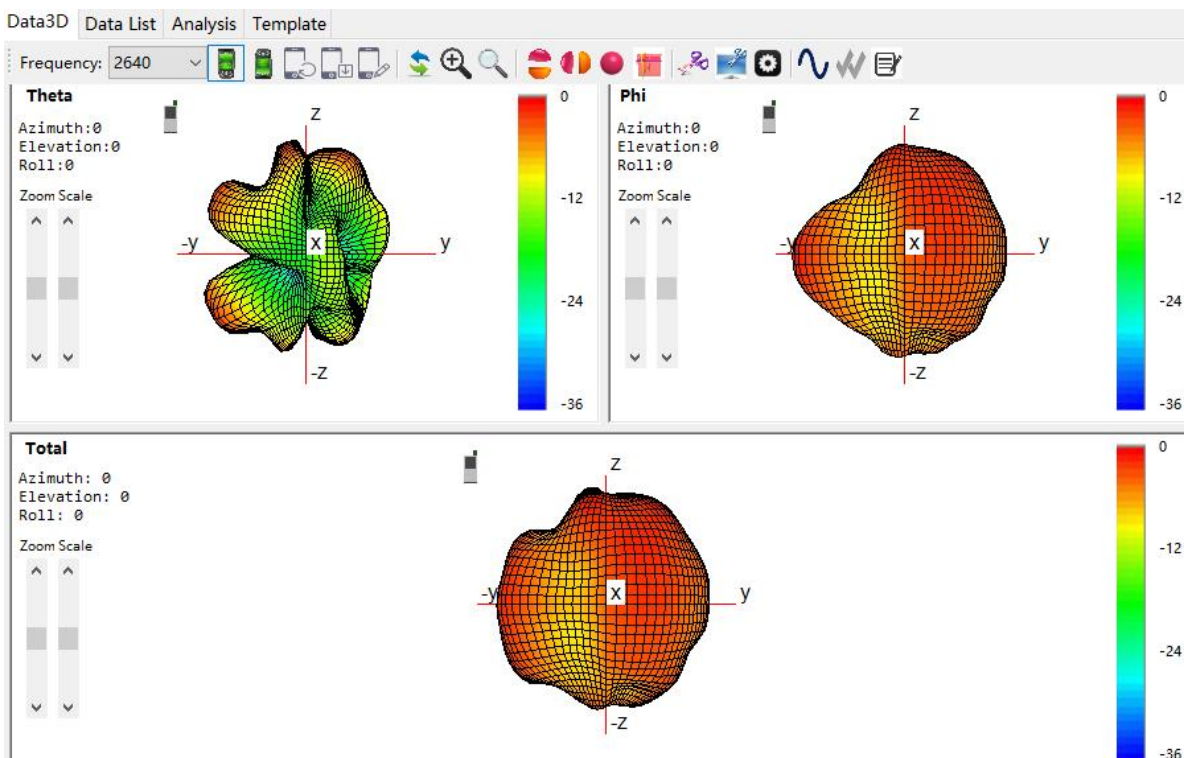 Data3D Data List Analysis Template
Frequency: 2640
Theta
Azimuth:0
Elevation:0
Roll:0
Zoom Scale
z
-y x y
-z
0
-12
-24
-36
Phi
Azimuth:0
Elevation:0
Roll:0
Zoom Scale
z
-y x y
-z
0
-12
-24
-36
Total
Azimuth: 0
Elevation: 0
Roll: 0
Zoom Scale
z
-y x y
-z
0
-12
-24
-36